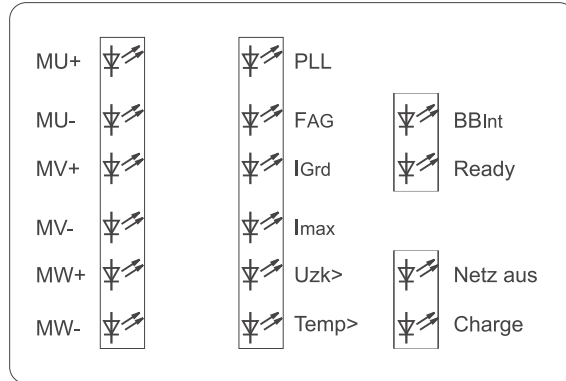 MU+
MU-
MV+
MV-
MW+
MW-
PLL
FAG
IGrd
Imax
Uzk>
Temp>
BBInt
Ready
Netz aus
Charge